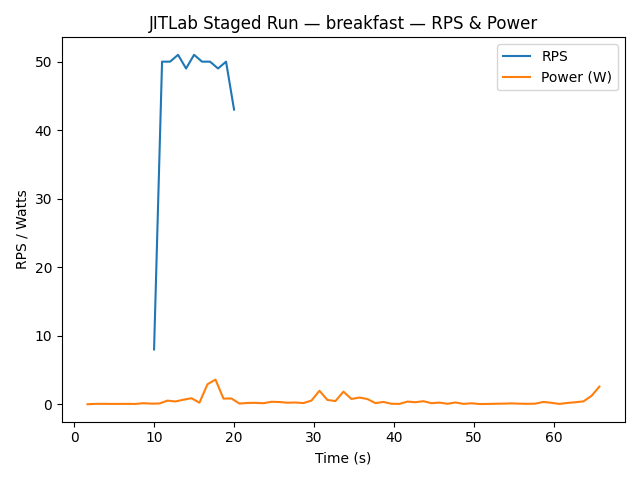 JITLab Staged Run — breakfast — RPS & Power
RPS
Power (W)
RPS / Watts
50
40
30
20
10
0
0 10 20 30 40 50 60
Time (s)